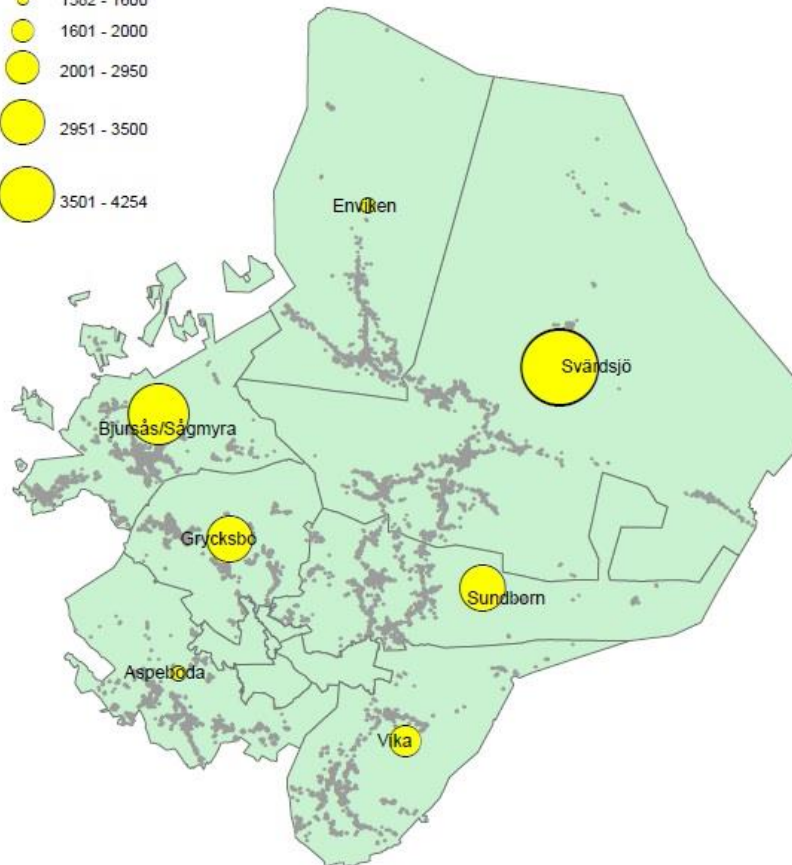 1601 - 2000
2001 - 2950
2951 - 3500
3501 - 4254
Enviken
Svärdsjö
Bjursås/Sågmyra
Grycksbo
Sundborn
Aspeboda
Vika